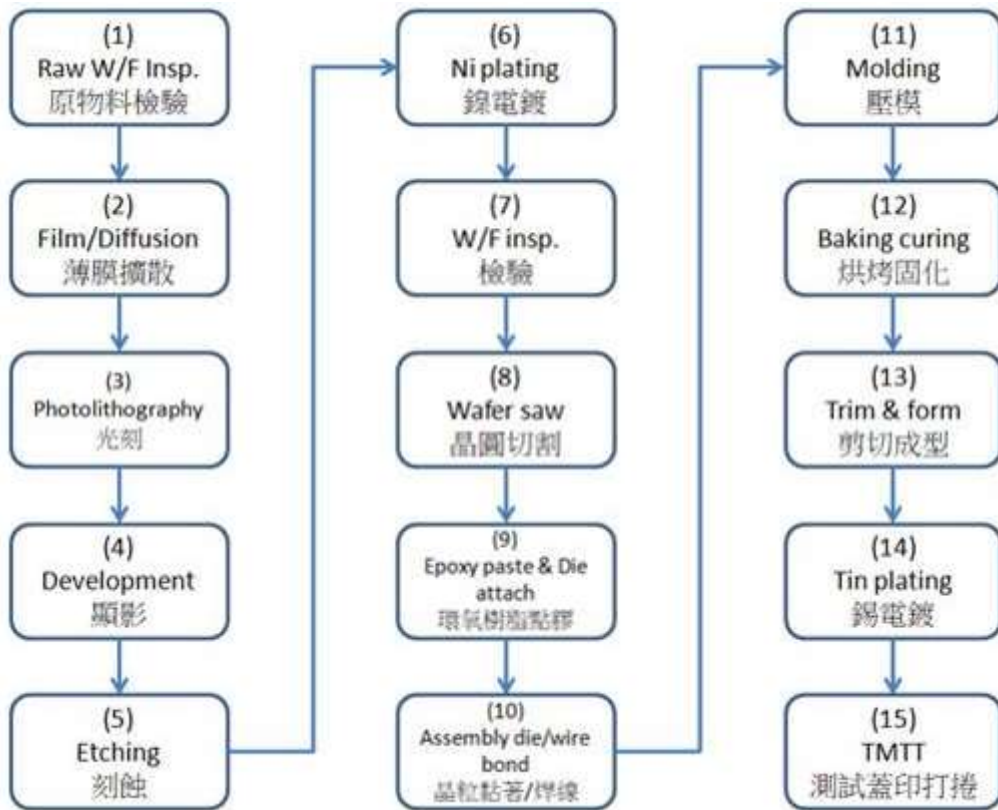 (1)
Raw W/F Insp.
原物料檢驗
(2)
Film/Diffusion
薄膜擴散
(3)
Photolithography
光刻
(4)
Development
顯影
(5)
Etching
刻蝕
(6)
Ni plating
鎳電鍍
(7)
W/F insp.
檢驗
(8)
Wafer saw
晶圓切割
(9)
Epoxy paste & Die
attach
環氧樹脂點膠
(10)
Assembly die/wire
bond
晶粒黏著/焊線
(11)
Molding
壓模
(12)
Baking curing
烘烤固化
(13)
Trim & form
剪切成型
(14)
Tin plating
錫電鍍
(15)
TMTT
測試蓋印打捲